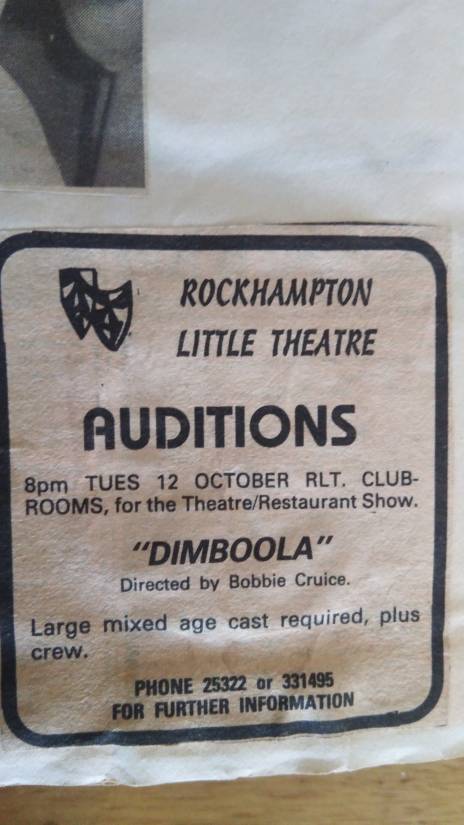 ROCKHAMPTON
LITTLE THEATRE
AUDITIONS
8pm TUES 12 OCTOBER RLT. CLUB-
ROOMS, for the Theatre/Restaurant Show.
"DIMBOOLA"
Directed by Bobbie Cruice.
Large mixed age cast required, plus
crew.
PHONE 25322 or 331495
FOR FURTHER INFORMATION